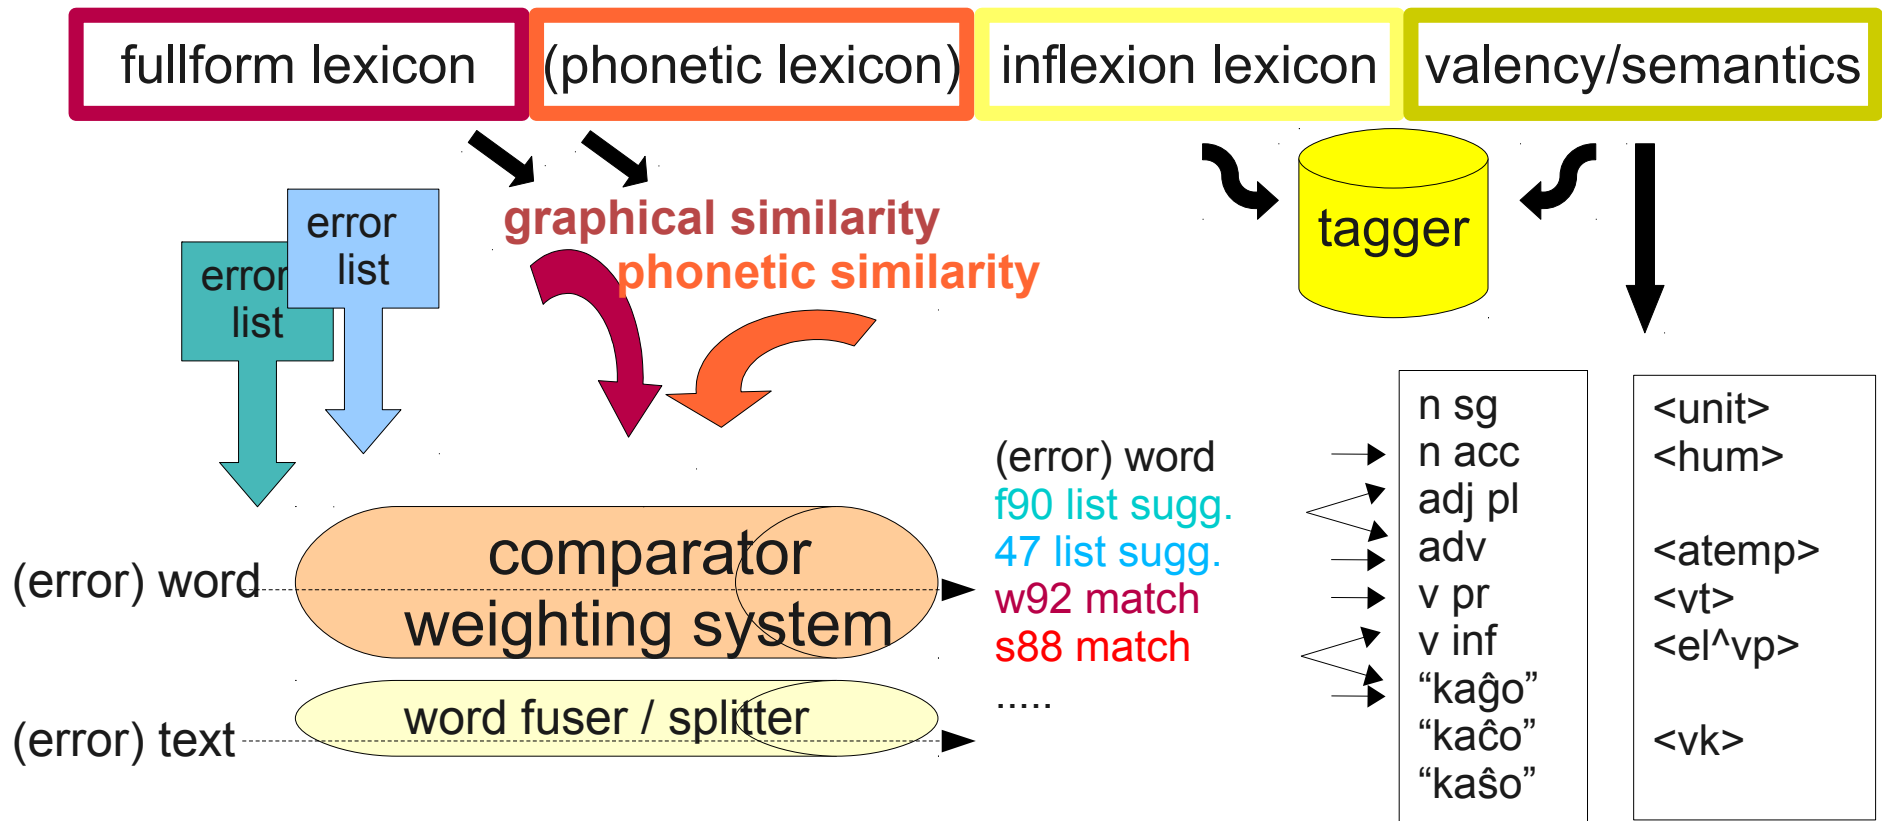 fullform lexicon
(phonetic lexicon)
inflexion lexicon
valency/semantics
error
list
error
list
graphical similarity
phonetic similarity
tagger
(error) word
comparator
weighting system
(error) text
word fuser / splitter
(error) word
f90 list sugg.
47 list sugg.
w92 match
s88 match
.....
n sg
n acc
adj pl
adv
v pr
v inf
“kaĝo”
“kaĉo”
“kaŝo”
<unit>
<hum>
<atemp>
<vt>
<el^vp>
<vk>